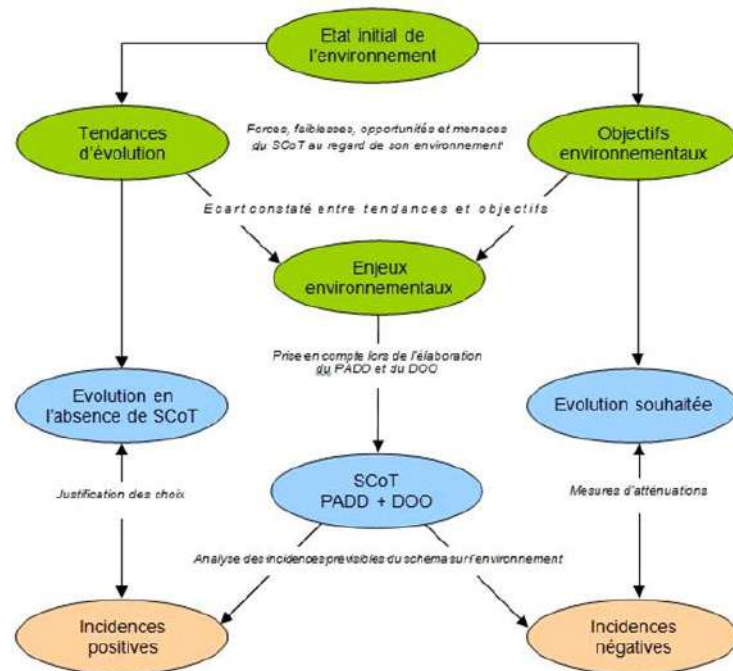 Etat initial de
l'environnement
Tendances
d'évolution
Forces, faiblesses, opportunités et menaces
du SCoT au regard de son environnement
Objectifs
environnementaux
Ecart constaté entre tendances et objectifs
Enjeux
environnementaux
Prise en compte lors de l'élaboration
du PADD et du DOO
Evolution en
l'absence de SCoT
Evolution souhaitée
Justification des choix
SCoT
PADD + DOO
Mesures d'atténuations
Analyse des incidences prévisibles du schéma sur l'environnement
Incidences
positives
Incidences
négatives